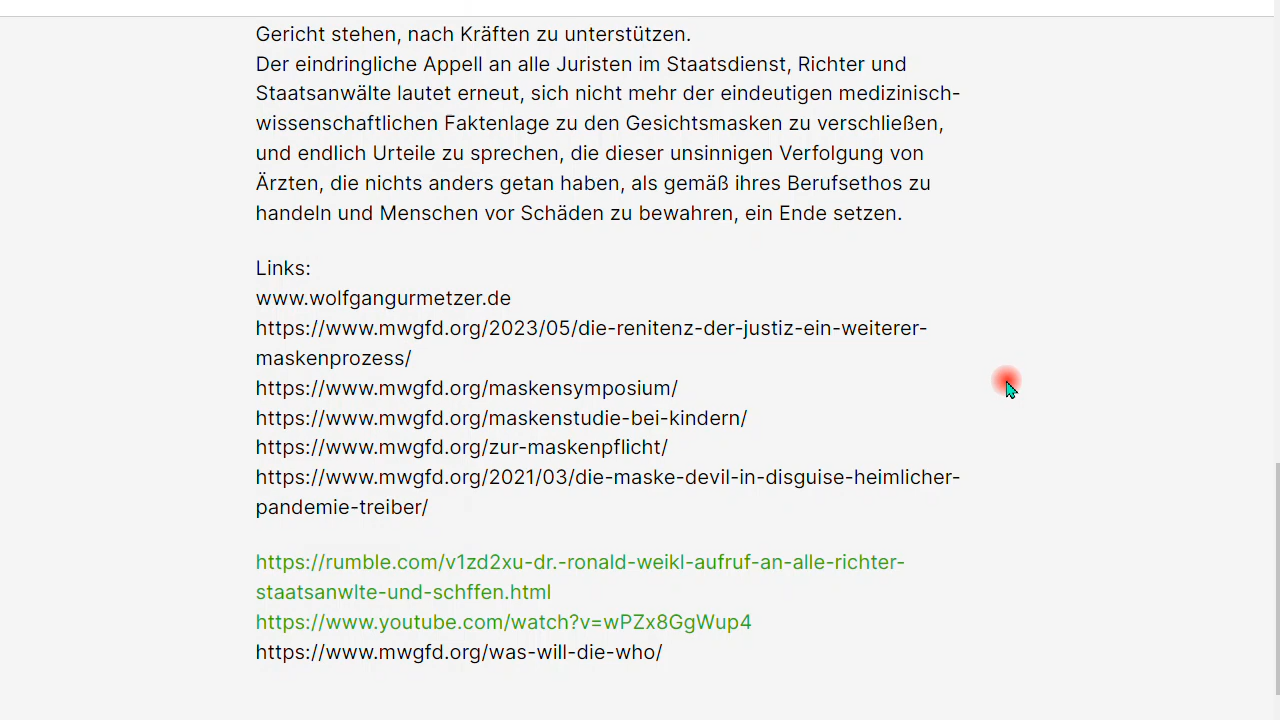 Gericht stehen, nach Kräften zu unterstützen.
Der eindringliche Appell an alle Juristen im Staatsdienst, Richter und
Staatsanwälte lautet erneut, sich nicht mehr der eindeutigen medizinisch-
wissenschaftlichen Faktenlage zu den Gesichtsmasken zu verschließen,
und endlich Urteile zu sprechen, die dieser unsinnigen Verfolgung von
Ärzten, die nichts anders getan haben, als gemäß ihres Berufsethos zu
handeln und Menschen vor Schäden zu bewahren, ein Ende setzen.
Links:
www.wolfgangurmetzer.de
https://www.mwgfd.org/2023/05/die-renitenz-der-justiz-ein-weiterer-
maskenprozess/
https://www.mwgfd.org/maskensymposium/
https://www.mwgfd.org/maskenstudie-bei-kindern/
https://www.mwgfd.org/zur-maskenpflicht/
https://www.mwgfd.org/2021/03/die-maske-devil-in-disguise-heimlicher-
pandemie-treiber/
https://rumble.com/v1zd2xu-dr.-ronald-weikl-aufruf-an-alle-richter-
staatsanwlte-und-schffen.html
https://www.youtube.com/watch?v=wPZx8GgWup4
https://www.mwgfd.org/was-will-die-who/